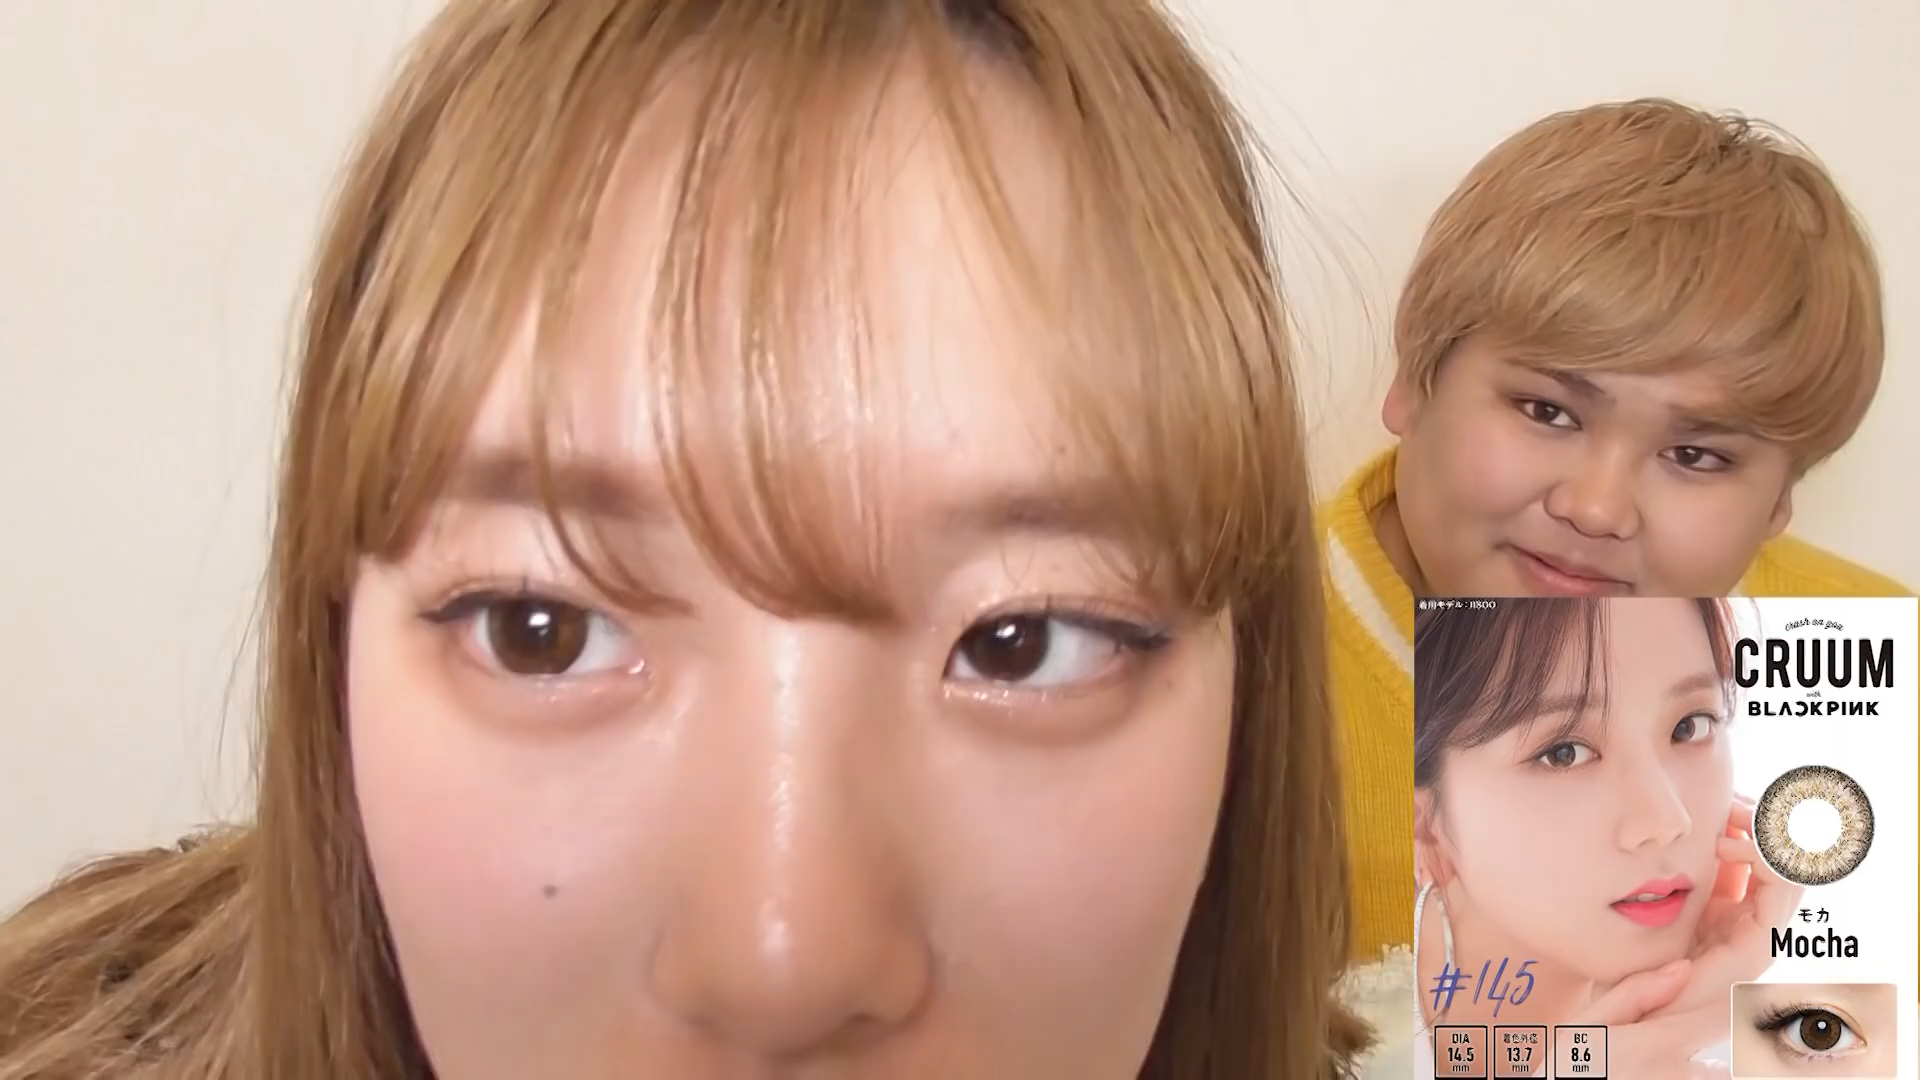 着用モデル：JISOO
crush on you
CRUUM
with
BLACKPINK
モカ
Mocha
#145
DIA
14.5
mm
着色外径
13.7
mm
BC
8.6
mm